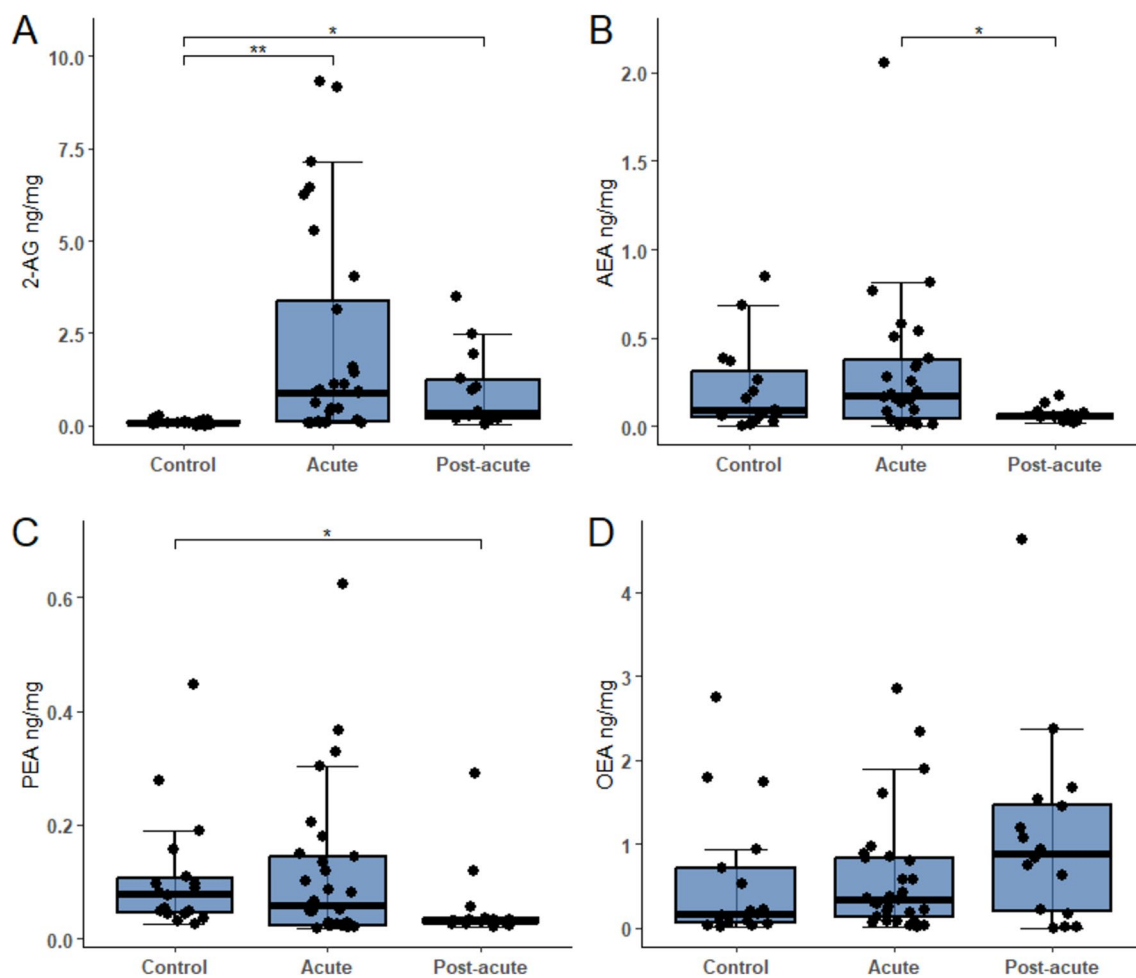 A
B
*
**
*
10.0
7.5
5.0
2.5
0.0
2-AG ng/mg
Control Acute Post-acute
2.0
1.5
1.0
0.5
0.0
AEA ng/mg
Control Acute Post-acute
C
D
*
0.6
0.4
0.2
0.0
PEA ng/mg
Control Acute Post-acute
4
3
2
1
0
OEA ng/mg
Control Acute Post-acute